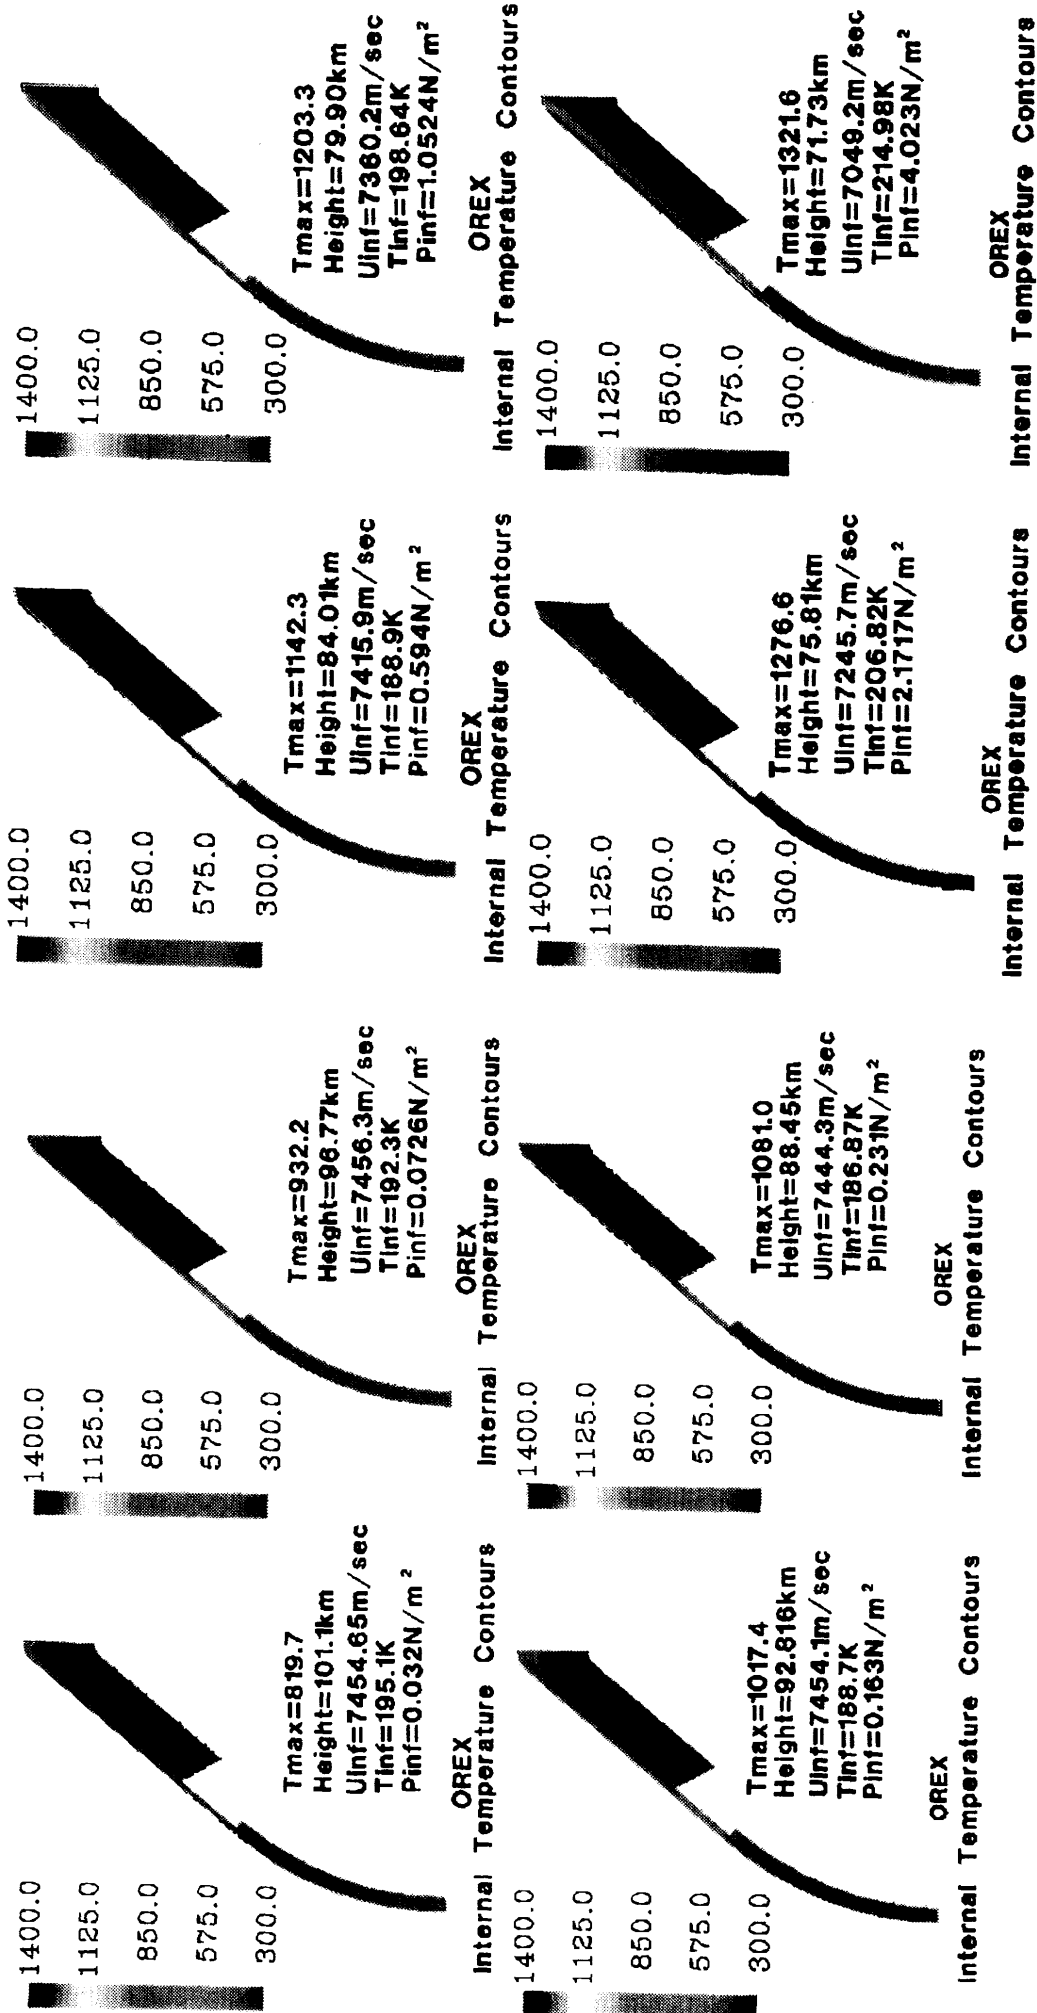 1400.0
1125.0
850.0
575.0
300.0
Tmax=819.7
Height=101.1km
Uinf=7454.65m/sec
Tinf=195.1K
Pinf=0.032N/m²
OREX
Internal Temperature Contours
1400.0
1125.0
850.0
575.0
300.0
Tmax=932.2
Height=96.77km
Uinf=7456.3m/sec
Tinf=192.3K
Pinf=0.0726N/m²
OREX
Internal Temperature Contours
1400.0
1125.0
850.0
575.0
300.0
Tmax=1142.3
Height=84.01km
Uinf=7415.9m/sec
Tinf=188.9K
Pinf=0.594N/m²
OREX
Internal Temperature Contours
1400.0
1125.0
850.0
575.0
300.0
Tmax=1203.3
Height=79.90km
Uinf=7360.2m/sec
Tinf=198.64K
Pinf=1.0524N/m²
OREX
Internal Temperature Contours
1400.0
1125.0
850.0
575.0
300.0
Tmax=1017.4
Height=92.816km
Uinf=7454.1m/sec
Tinf=188.7K
Pinf=0.163N/m²
OREX
Internal Temperature Contours
1400.0
1125.0
850.0
575.0
300.0
Tmax=1081.0
Height=88.45km
Uinf=7444.3m/sec
Tinf=186.87K
Pinf=0.231N/m²
OREX
Internal Temperature Contours
1400.0
1125.0
850.0
575.0
300.0
Tmax=1276.6
Height=75.81km
Uinf=7245.7m/sec
Tinf=206.82K
Pinf=2.1717N/m²
OREX
Internal Temperature Contours
1400.0
1125.0
850.0
575.0
300.0
Tmax=1321.6
Height=71.73km
Uinf=7049.2m/sec
Tinf=214.98K
Pinf=4.023N/m²
OREX
Internal Temperature Contours